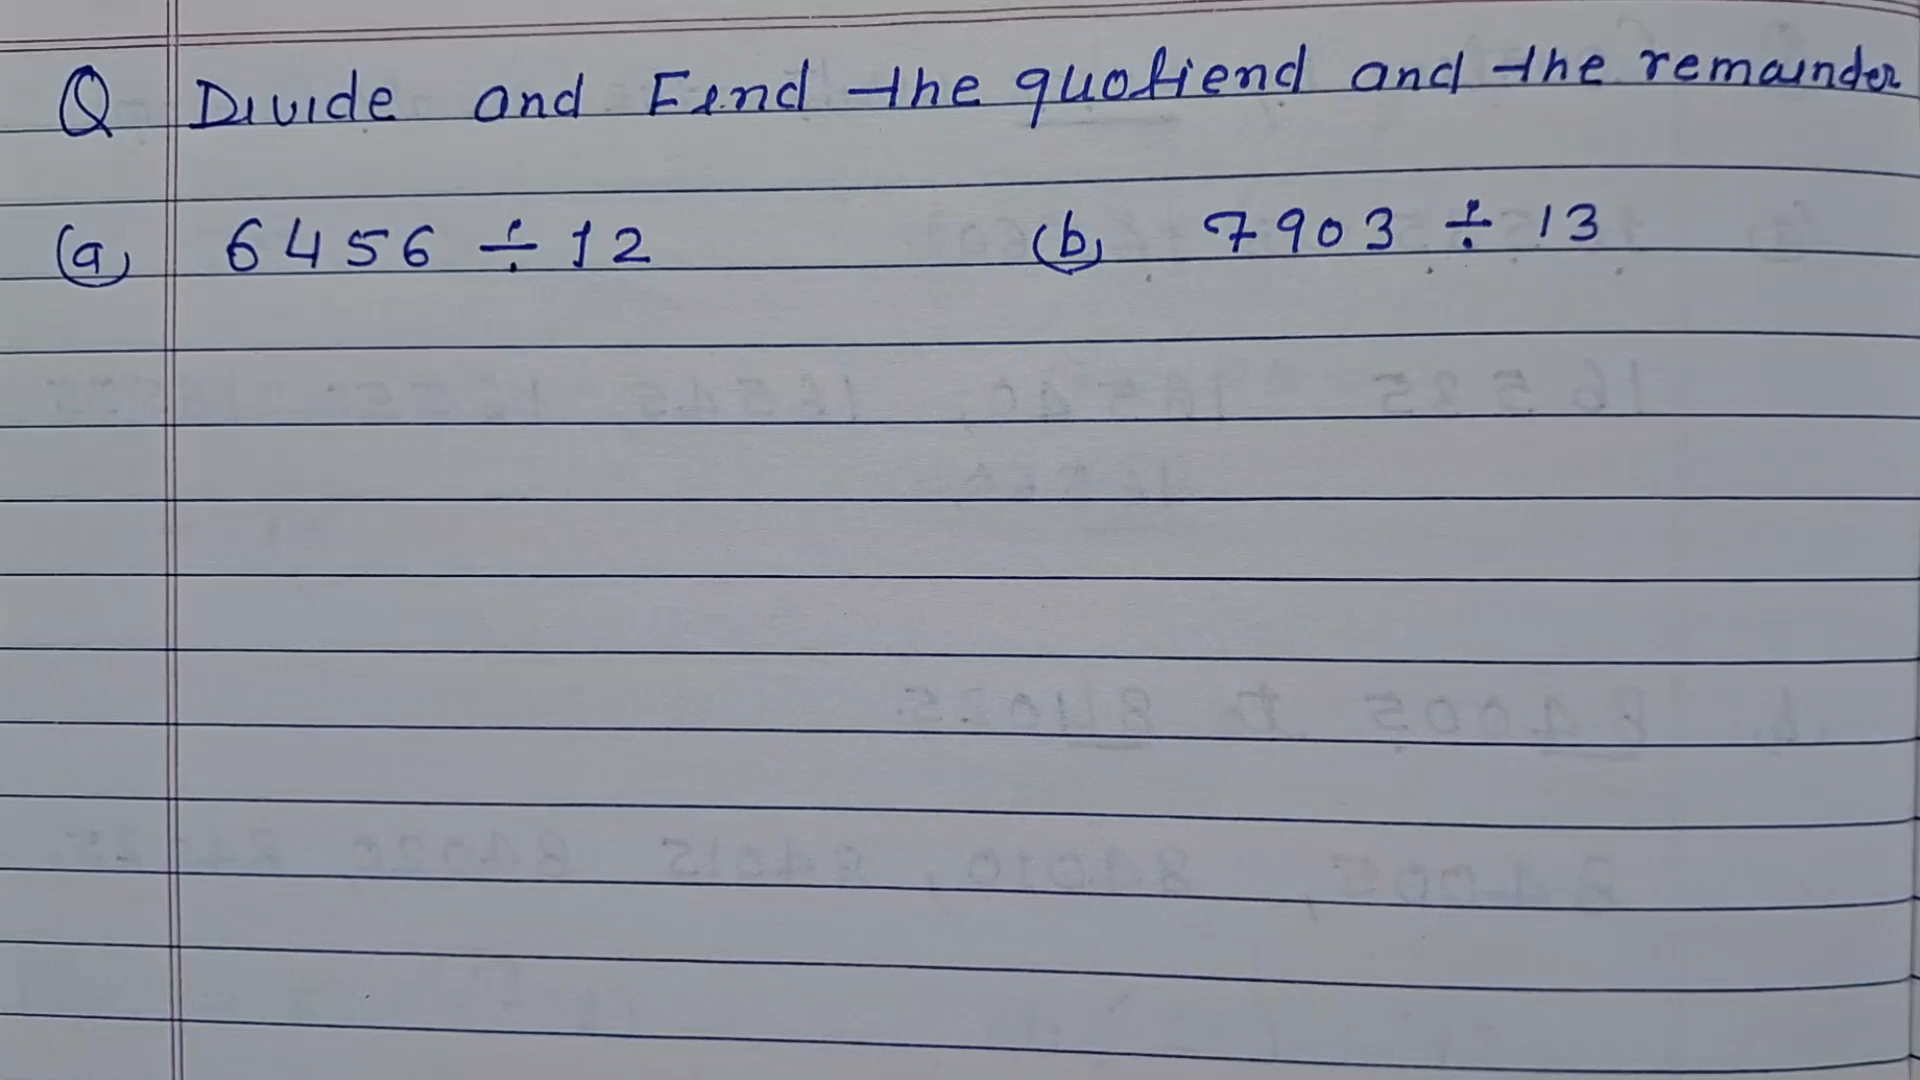 Q Divide and Find the quotiend and the remainder
(a) 6456 ÷ 12 (b) 7903 ÷ 13